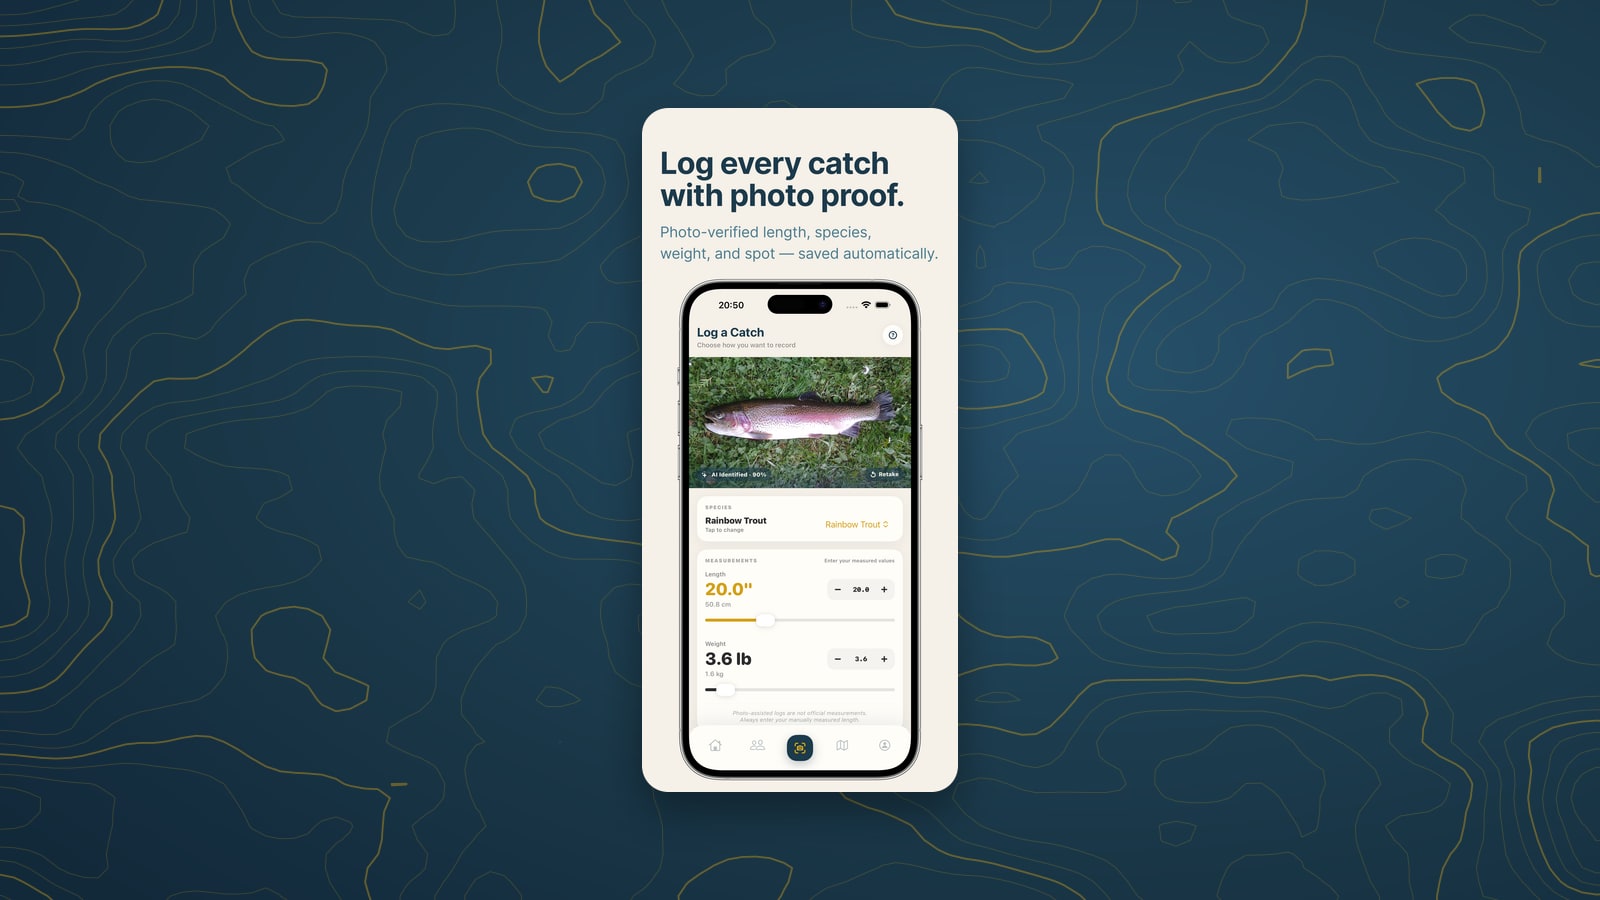 Log every catch
with photo proof.
Photo-verified length, species,
weight, and spot — saved automatically.
20:50
Log a Catch
Choose how you want to record
AI Identified · 90%
Retake
SPECIES
Rainbow Trout
Tap to change
Rainbow Trout
MEASUREMENTS
Enter your measured values
Length
20.0"
50.8 cm
− 20.0 +
Weight
3.6 lb
1.6 kg
− 3.6 +
Photo-assisted logs are not official measurements.
Always enter your manually measured length.